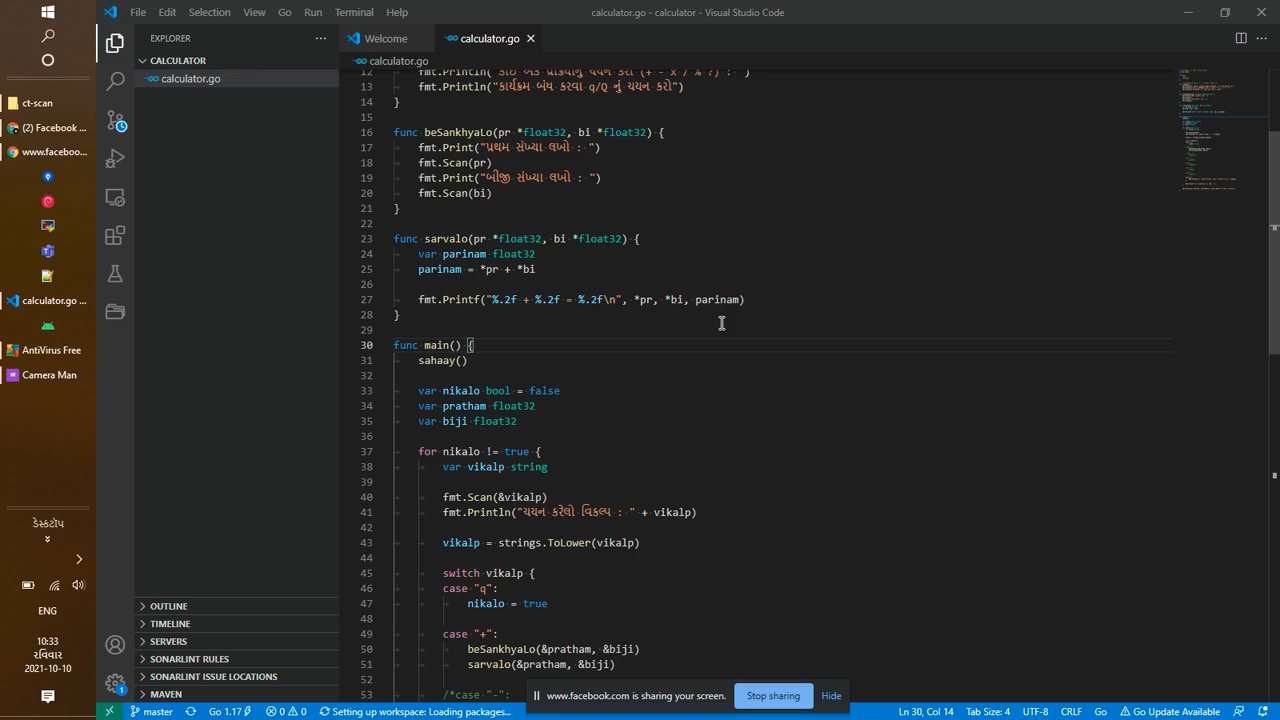 File Edit Selection View Go Run Terminal Help
calculator.go - calculator - Visual Studio Code
EXPLORER
CALCULATOR
calculator.go
OUTLINE
TIMELINE
SERVERS
SONARLINT RULES
SONARLINT ISSUE LOCATIONS
MAVEN
ct-scan
(2) Facebook ...
www.faceboo...
calculator.go ...
AntiVirus Free
Camera Man
ડેસ્કટોપ
ENG
10:33
રવિવાર
2021-10-10
Welcome
calculator.go
calculator.go
12 fmt.Println("કોઈ એક પ્રક્રિયાનું ચયન કરો (+ - x / % ?) : ")
13 fmt.Println("કાર્યક્રમ બંધ કરવા q/Q નું ચયન કરો")
14 }
15
16 func beSankhyaLo(pr *float32, bi *float32) {
17 fmt.Print("પ્રથમ સંખ્યા લખો : ")
18 fmt.Scan(pr)
19 fmt.Print("બીજી સંખ્યા લખો : ")
20 fmt.Scan(bi)
21 }
22
23 func sarvalo(pr *float32, bi *float32) {
24 var parinam float32
25 parinam = *pr + *bi
26
27 fmt.Printf("%.2f + %.2f = %.2f\n", *pr, *bi, parinam)
28 }
29
30 func main() {
31 sahaay()
32
33 var nikalo bool = false
34 var pratham float32
35 var biji float32
36
37 for nikalo != true {
38 var vikalp string
39
40 fmt.Scan(&vikalp)
41 fmt.Println("ચયન કરેલો વિકલ્પ : " + vikalp)
42
43 vikalp = strings.ToLower(vikalp)
44
45 switch vikalp {
46 case "q":
47 nikalo = true
48
49 case "+":
50 beSankhyaLo(&pratham, &biji)
51 sarvalo(&pratham, &biji)
52
53 /*case "-":
www.facebook.com is sharing your screen. Stop sharing Hide
master Go 1.17 0 0 Setting up workspace: Loading packages...
Ln 30, Col 14 Tab Size: 4 UTF-8 CRLF Go Go Update Available